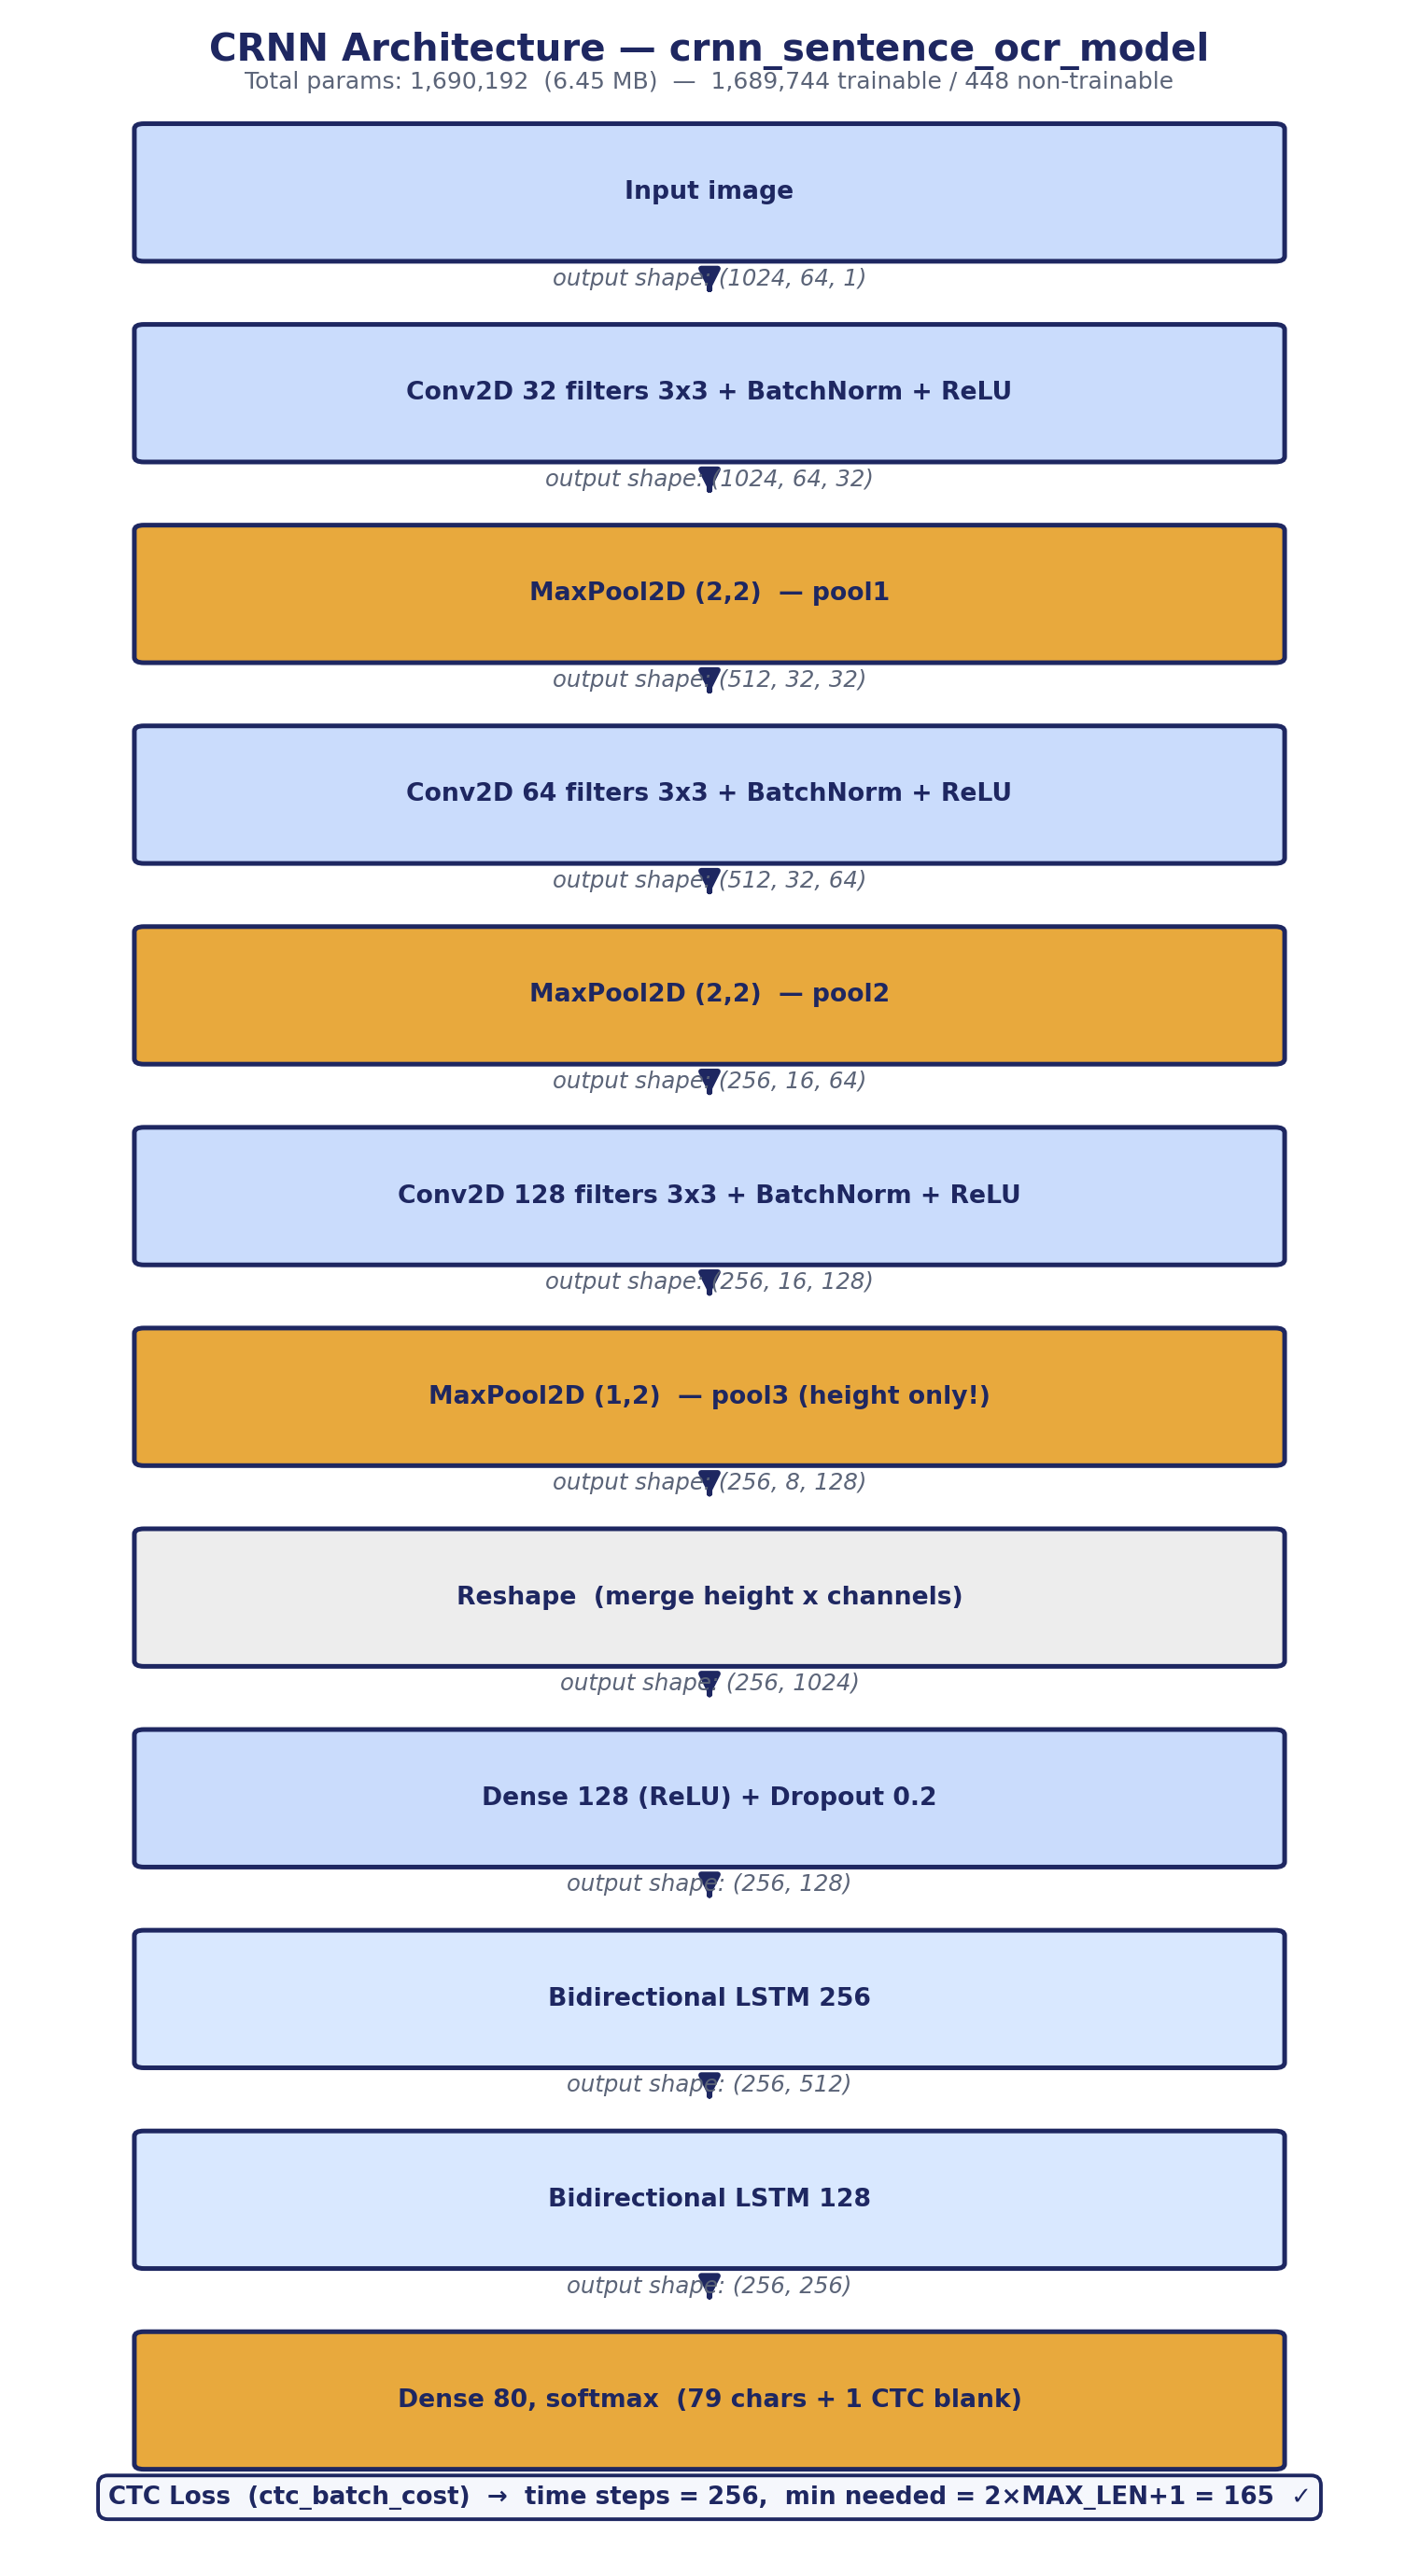 CRNN Architecture — crnn_sentence_ocr_model
Total params: 1,690,192 (6.45 MB) — 1,689,744 trainable / 448 non-trainable
Input image
output shape: (1024, 64, 1)
Conv2D 32 filters 3x3 + BatchNorm + ReLU
output shape: (1024, 64, 32)
MaxPool2D (2,2) — pool1
output shape: (512, 32, 32)
Conv2D 64 filters 3x3 + BatchNorm + ReLU
output shape: (512, 32, 64)
MaxPool2D (2,2) — pool2
output shape: (256, 16, 64)
Conv2D 128 filters 3x3 + BatchNorm + ReLU
output shape: (256, 16, 128)
MaxPool2D (1,2) — pool3 (height only!)
output shape: (256, 8, 128)
Reshape (merge height x channels)
output shape: (256, 1024)
Dense 128 (ReLU) + Dropout 0.2
output shape: (256, 128)
Bidirectional LSTM 256
output shape: (256, 512)
Bidirectional LSTM 128
output shape: (256, 256)
Dense 80, softmax (79 chars + 1 CTC blank)
CTC Loss (ctc_batch_cost) → time steps = 256, min needed = 2×MAX_LEN+1 = 165 ✓